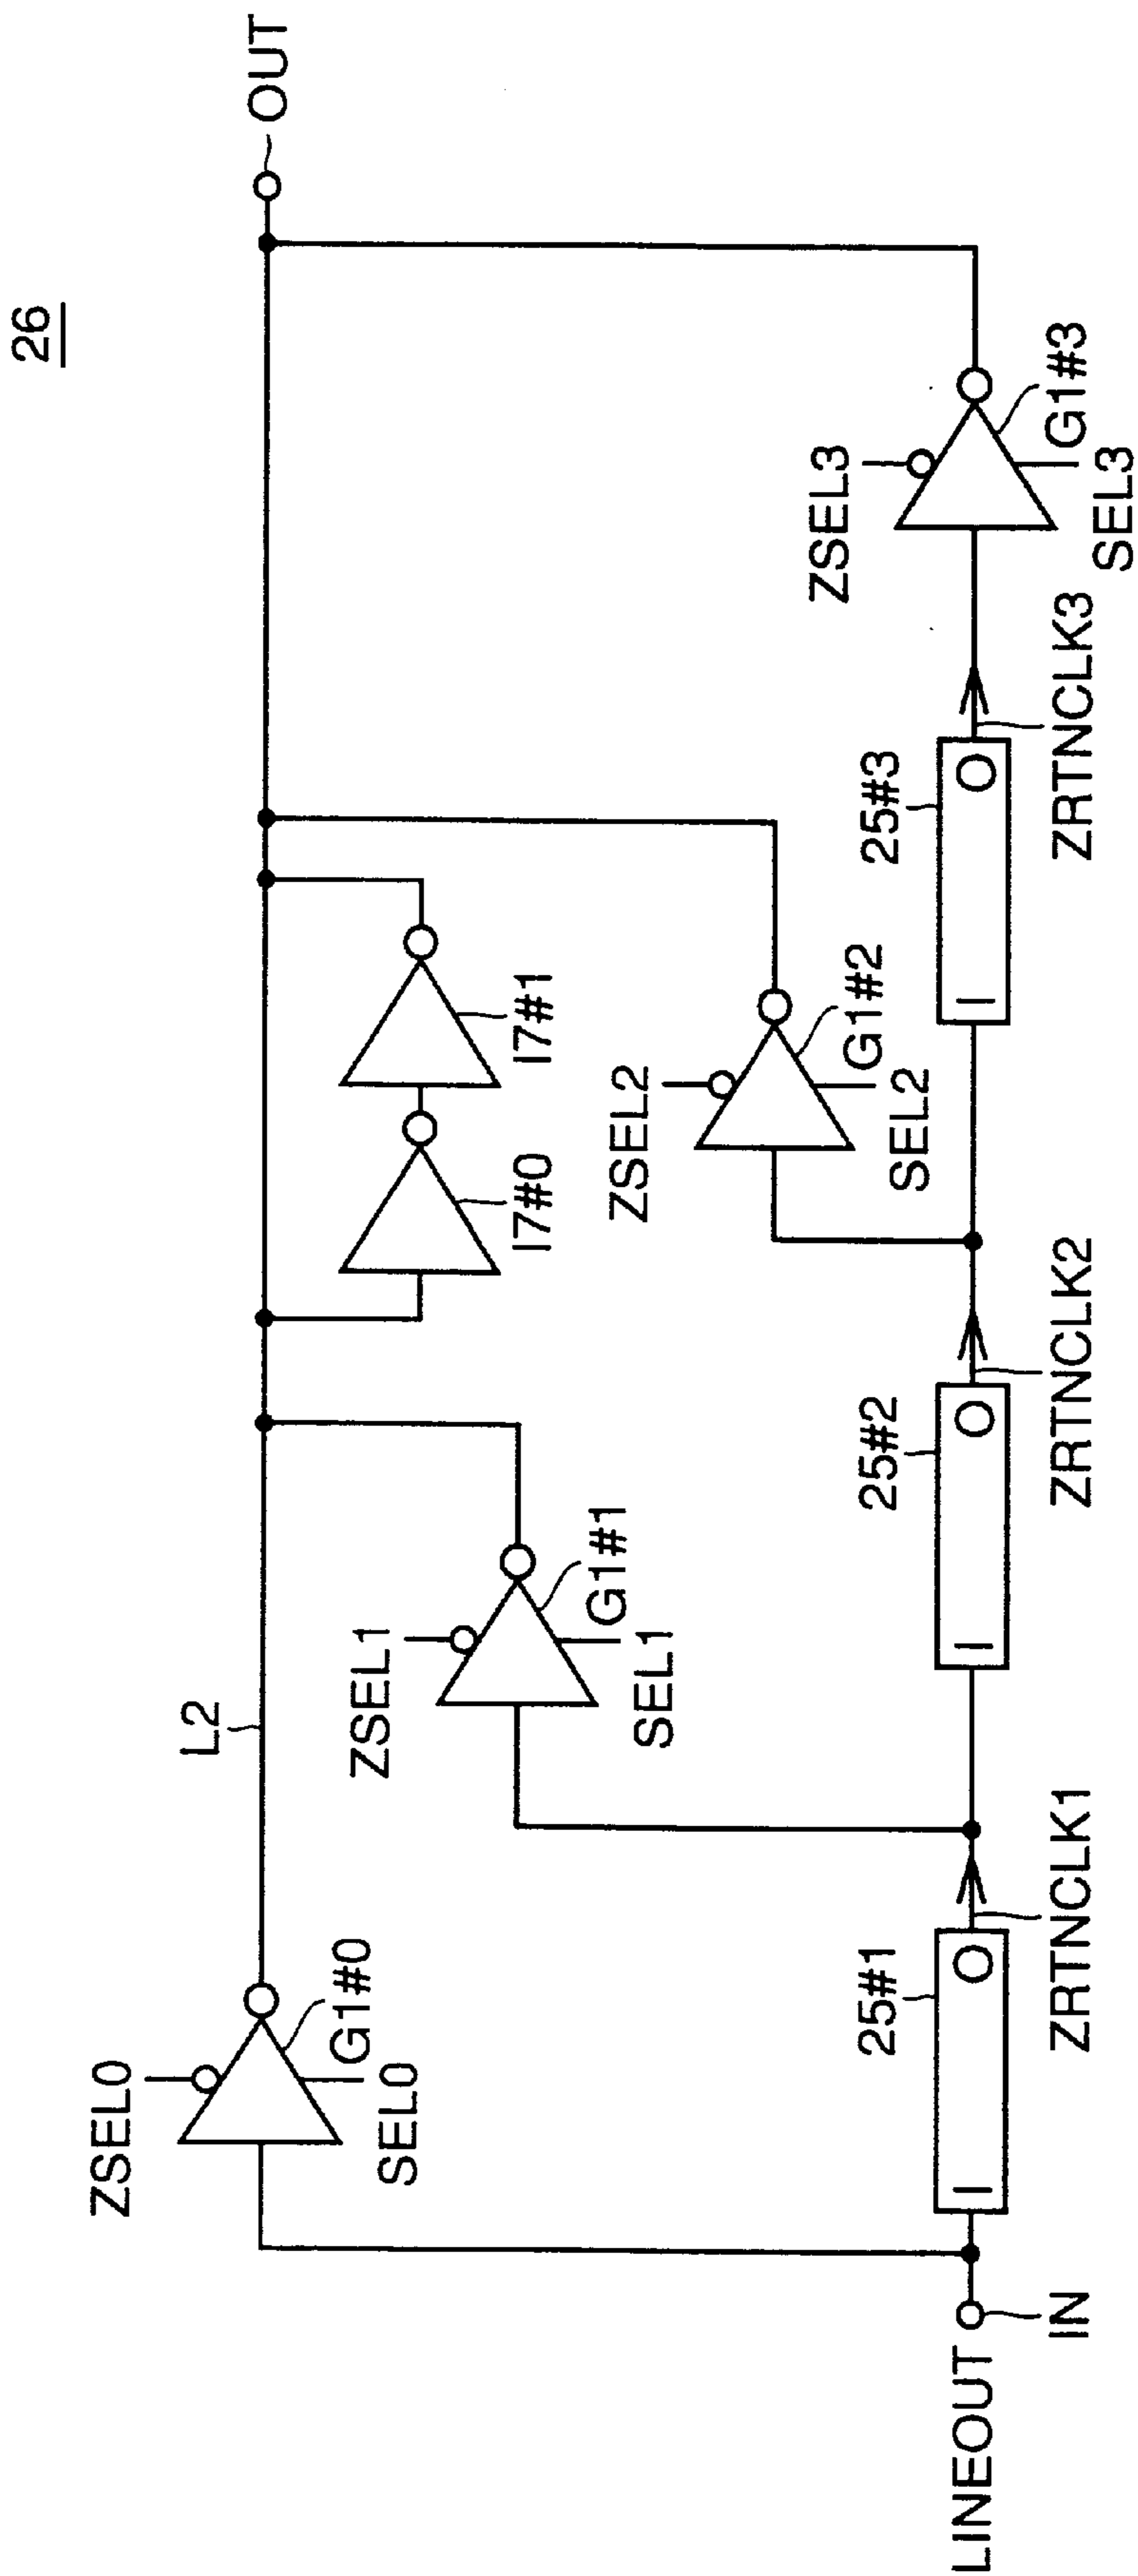 26
OUT
L2
ZSEL0
G1#0
SEL0
ZSEL1
G1#1
SEL1
I7#0
I7#1
ZSEL2
G1#2
SEL2
ZSEL3
G1#3
SEL3
25#1
I
O
25#2
I
O
25#3
I
O
LINEOUT
IN
ZRTNCLK1
ZRTNCLK2
ZRTNCLK3